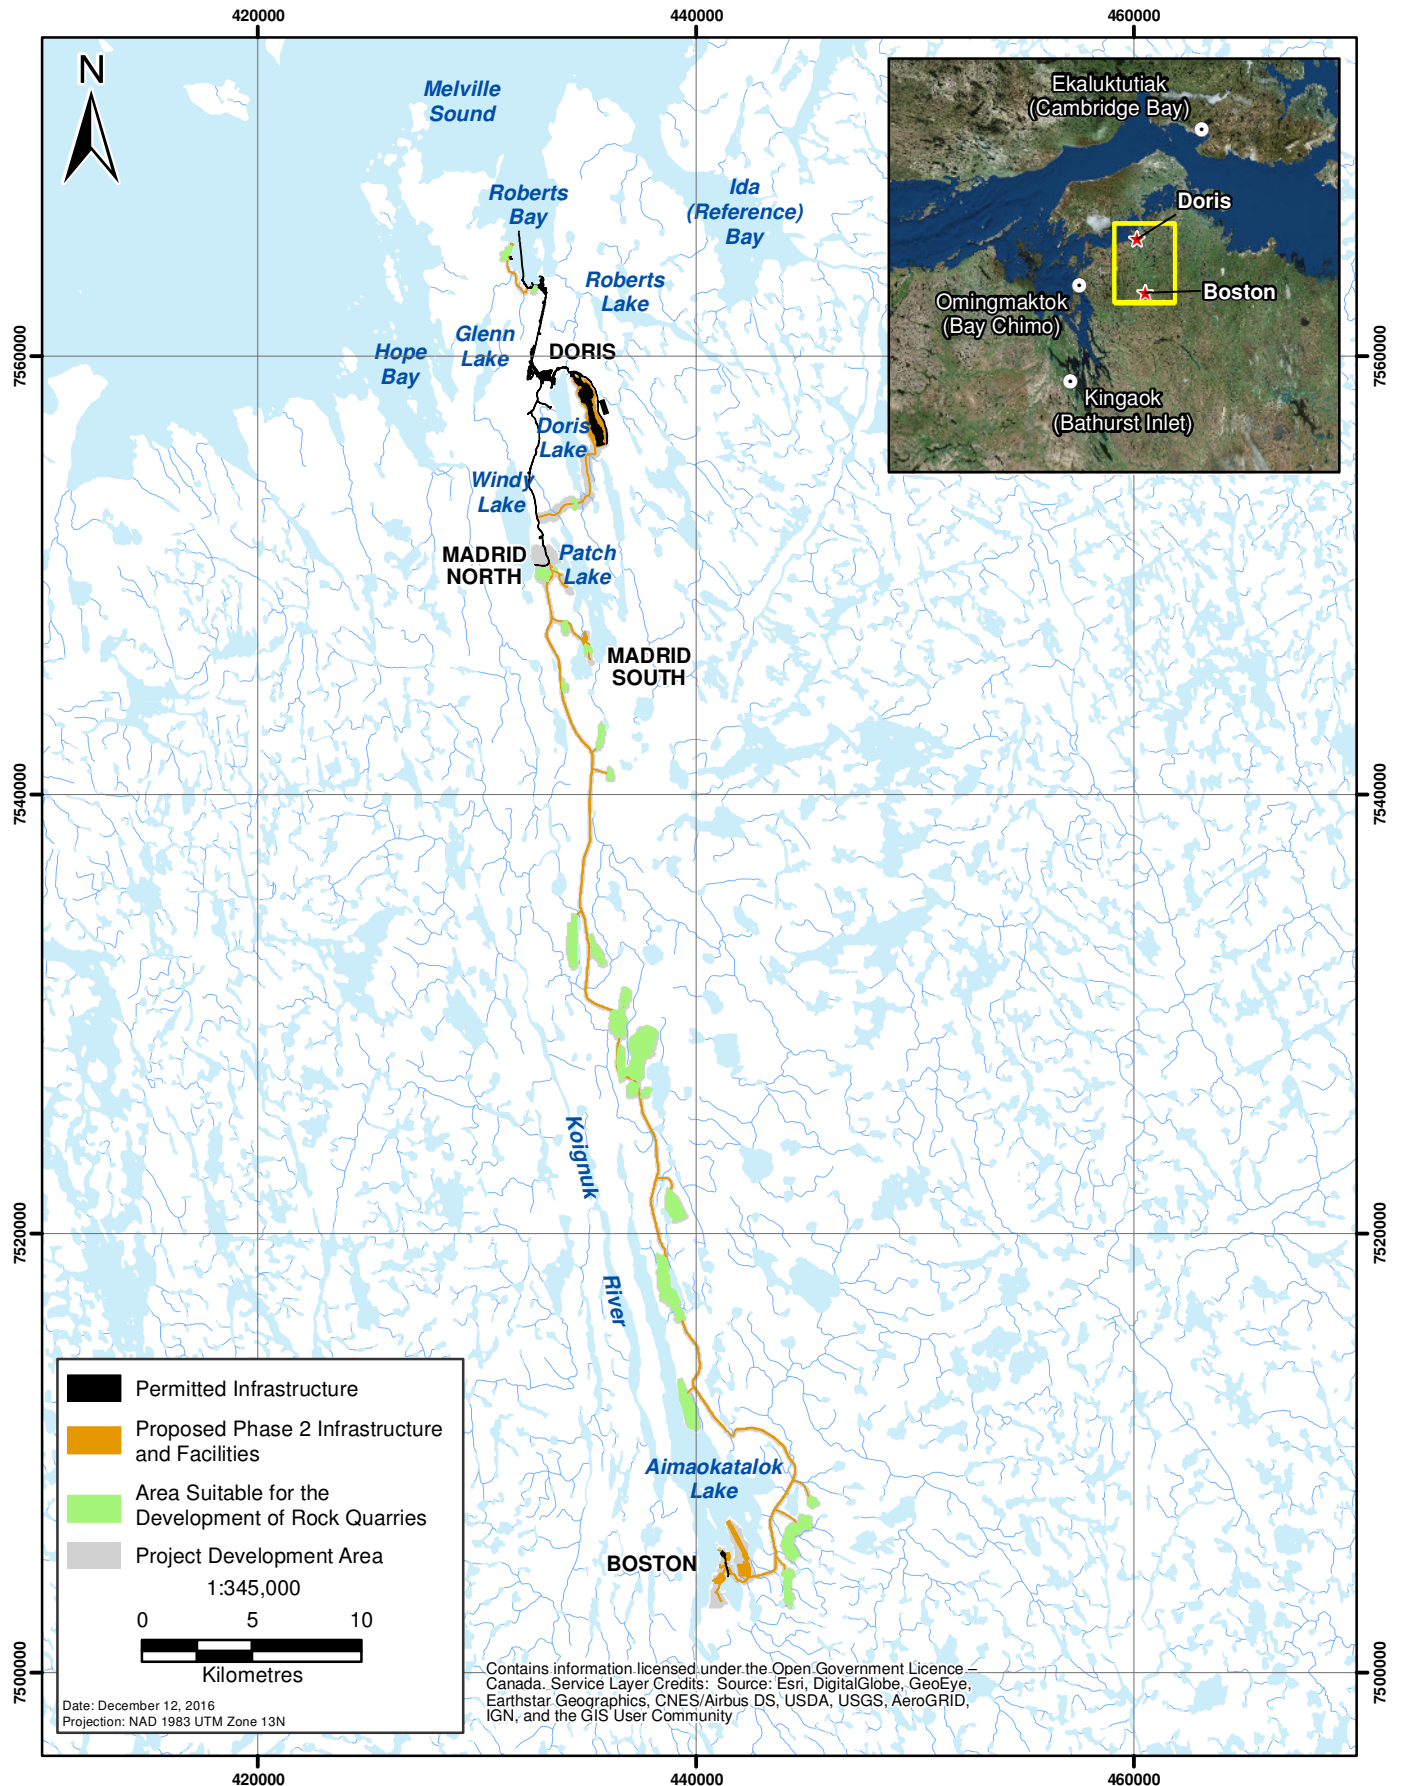 420000
440000
460000
N
Melville
Sound
Roberts
Bay
Ida
(Reference)
Bay
Roberts
Lake
Glenn
Lake
Hope
Bay
DORIS
Doris
Lake
Windy
Lake
MADRID
NORTH
Patch
Lake
MADRID
SOUTH
Koignuk
River
Aimaokatalok
Lake
BOSTON
Ekaluktutiak
(Cambridge Bay)
Doris
Boston
Omingmaktok
(Bay Chimo)
Kingaok
(Bathurst Inlet)
7560000
7560000
7540000
7540000
7520000
7520000
7500000
7500000
Permitted Infrastructure
Proposed Phase 2 Infrastructure
and Facilities
Area Suitable for the
Development of Rock Quarries
Project Development Area
1:345,000
0 5 10
Kilometres
Date: December 12, 2016
Projection: NAD 1983 UTM Zone 13N
Contains information licensed under the Open Government Licence –
Canada. Service Layer Credits: Source: Esri, DigitalGlobe, GeoEye,
Earthstar Geographics, CNES/Airbus DS, USDA, USGS, AeroGRID,
IGN, and the GIS User Community
420000
440000
460000